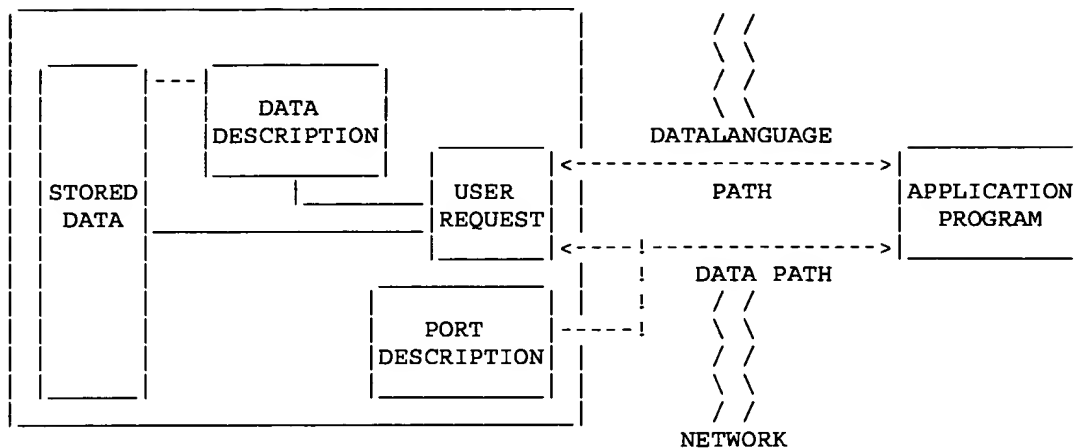 DATA
DESCRIPTION
DATALANGUAGE
STORED USER PATH APPLICATION
DATA REQUEST PROGRAM
DATA PATH
PORT
DESCRIPTION
NETWORK